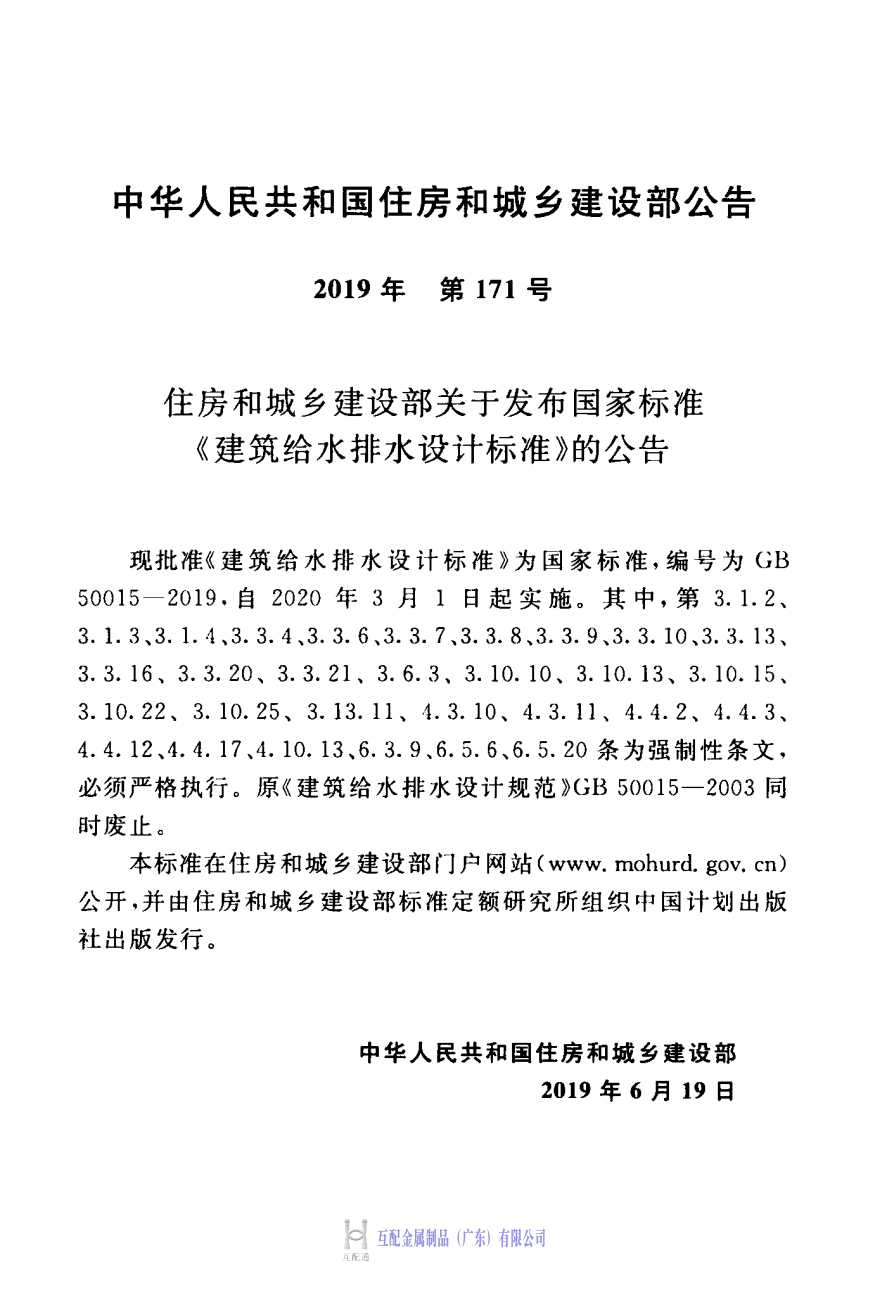 中华人民共和国住房和城乡建设部公告
2019 年 第 171 号
住房和城乡建设部关于发布国家标准
《建筑给水排水设计标准》的公告
现批准《建筑给水排水设计标准》为国家标准,编号为 GB
50015—2019,自 2020 年 3 月 1 日起实施。其中,第 3.1.2、
3.1.3、3.1.4、3.3.4、3.3.6、3.3.7、3.3.8、3.3.9、3.3.10、3.3.13、
3.3.16、3.3.20、3.3.21、3.6.3、3.10.10、3.10.13、3.10.15、
3.10.22、3.10.25、3.13.11、4.3.10、4.3.11、4.4.2、4.4.3、
4.4.12、4.4.17、4.10.13、6.3.9、6.5.6、6.5.20 条为强制性条文,
必须严格执行。原《建筑给水排水设计规范》GB 50015—2003 同
时废止。
本标准在住房和城乡建设部门户网站(www.mohurd.gov.cn)
公开,并由住房和城乡建设部标准定额研究所组织中国计划出版
社出版发行。
中华人民共和国住房和城乡建设部
2019 年 6 月 19 日
互配金属制品（广东）有限公司
互配通